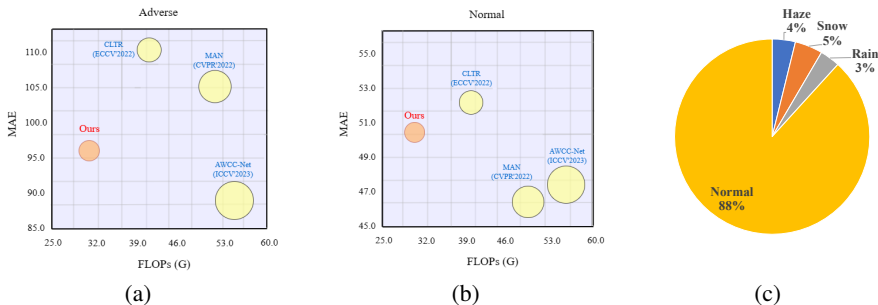 Adverse
MAE
110.0
105.0
100.0
95.0
90.0
85.0
25.0 32.0 39.0 46.0 53.0 60.0
FLOPs (G)
CLTR
(ECCV'2022)
MAN
(CVPR'2022)
Ours
AWCC-Net
(ICCV'2023)
(a)
Normal
MAE
55.0
53.0
51.0
49.0
47.0
45.0
25.0 32.0 39.0 46.0 53.0 60.0
FLOPs (G)
CLTR
(ECCV'2022)
Ours
AWCC-Net
(ICCV'2023)
MAN
(CVPR'2022)
(b)
Haze
4%
Snow
5%
Rain
3%
Normal
88%
(c)